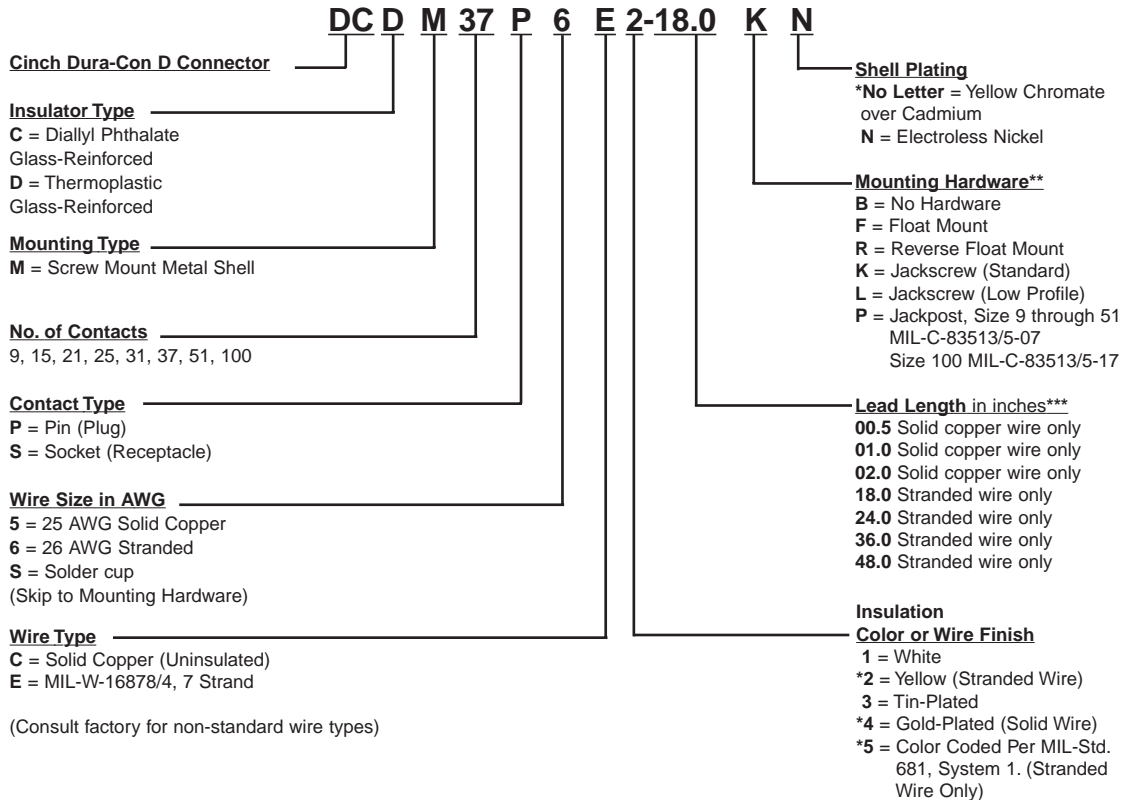 DC D M 37 P 6 E 2-18.0 K N
Cinch Dura-Con D Connector
Insulator Type
C = Diallyl Phthalate
Glass-Reinforced
D = Thermoplastic
Glass-Reinforced
Mounting Type
M = Screw Mount Metal Shell
No. of Contacts
9, 15, 21, 25, 31, 37, 51, 100
Contact Type
P = Pin (Plug)
S = Socket (Receptacle)
Wire Size in AWG
5 = 25 AWG Solid Copper
6 = 26 AWG Stranded
S = Solder cup
(Skip to Mounting Hardware)
Wire Type
C = Solid Copper (Uninsulated)
E = MIL-W-16878/4, 7 Strand
(Consult factory for non-standard wire types)
Shell Plating
*No Letter = Yellow Chromate
over Cadmium
N = Electroless Nickel
Mounting Hardware**
B = No Hardware
F = Float Mount
R = Reverse Float Mount
K = Jackscrew (Standard)
L = Jackscrew (Low Profile)
P = Jackpost, Size 9 through 51
MIL-C-83513/5-07
Size 100 MIL-C-83513/5-17
Lead Length in inches***
00.5 Solid copper wire only
01.0 Solid copper wire only
02.0 Solid copper wire only
18.0 Stranded wire only
24.0 Stranded wire only
36.0 Stranded wire only
48.0 Stranded wire only
Insulation
Color or Wire Finish
1 = White
*2 = Yellow (Stranded Wire)
3 = Tin-Plated
*4 = Gold-Plated (Solid Wire)
*5 = Color Coded Per MIL-Std.
681, System 1. (Stranded
Wire Only)